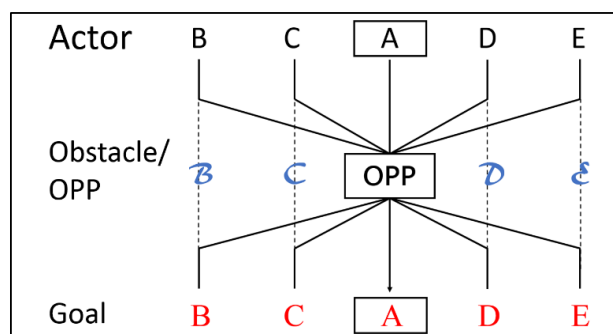 Actor B C A D E
Obstacle/
OPP B C OPP D E
Goal B C A D E